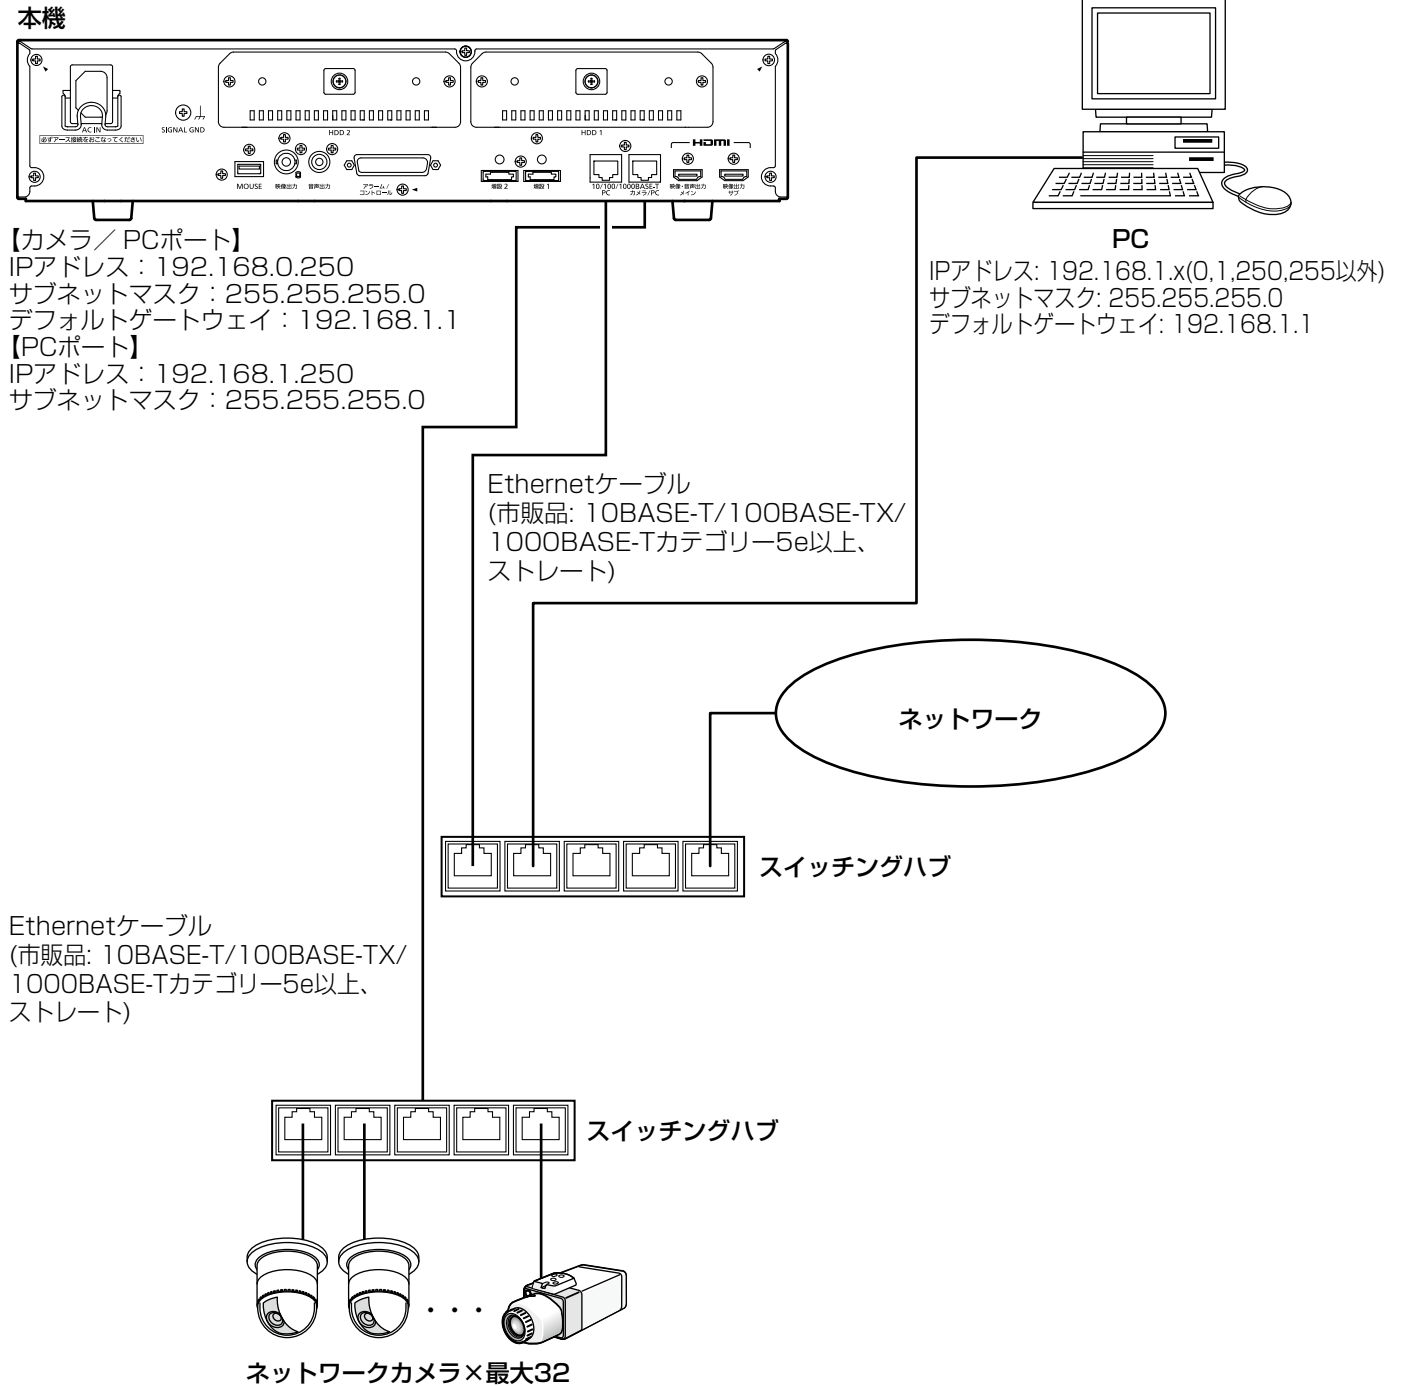 本機
AC IN
必ずアース接続をおこなってください
SIGNAL GND
HDD 2
HDD 1
HDMI
MOUSE
映像出力
音声出力
アラーム/
コントロール
増設 2
増設 1
10/100/1000BASE-T
PC
カメラ/PC
映像・音声出力
メイン
映像出力
サブ
【カメラ／ PCポート】
IPアドレス：192.168.0.250
サブネットマスク：255.255.255.0
デフォルトゲートウェイ：192.168.1.1
【PCポート】
IPアドレス：192.168.1.250
サブネットマスク：255.255.255.0
PC
IPアドレス: 192.168.1.x(0,1,250,255以外)
サブネットマスク: 255.255.255.0
デフォルトゲートウェイ: 192.168.1.1
Ethernetケーブル
(市販品: 10BASE-T/100BASE-TX/
1000BASE-Tカテゴリー5e以上、
ストレート)
ネットワーク
スイッチングハブ
Ethernetケーブル
(市販品: 10BASE-T/100BASE-TX/
1000BASE-Tカテゴリー5e以上、
ストレート)
スイッチングハブ
・・・
ネットワークカメラ×最大32